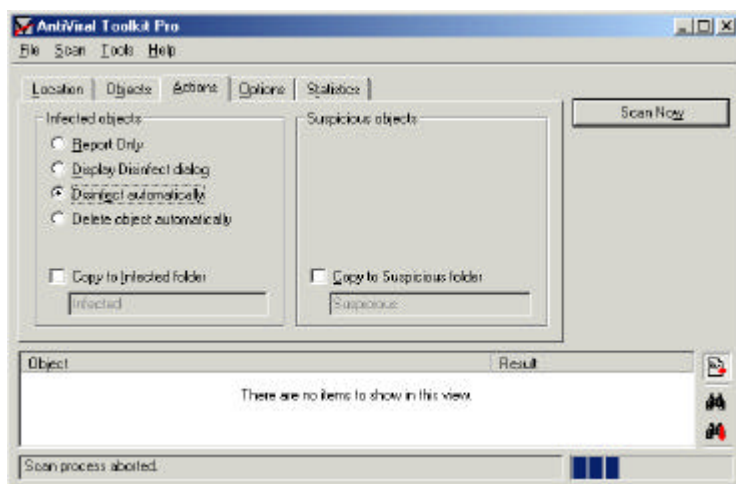 AntiViral Toolkit Pro
File Scan Tools Help
Location Objects Actions Options Statistics
Scan Now
Infected objects
Report Only
Display Disinfect dialog
Disinfect automatically
Delete object automatically
Copy to Infected folder
Infected
Suspicious objects
Copy to Suspicious folder
Suspicious
Object Result
There are no items to show in this view.
Scan process aborted.